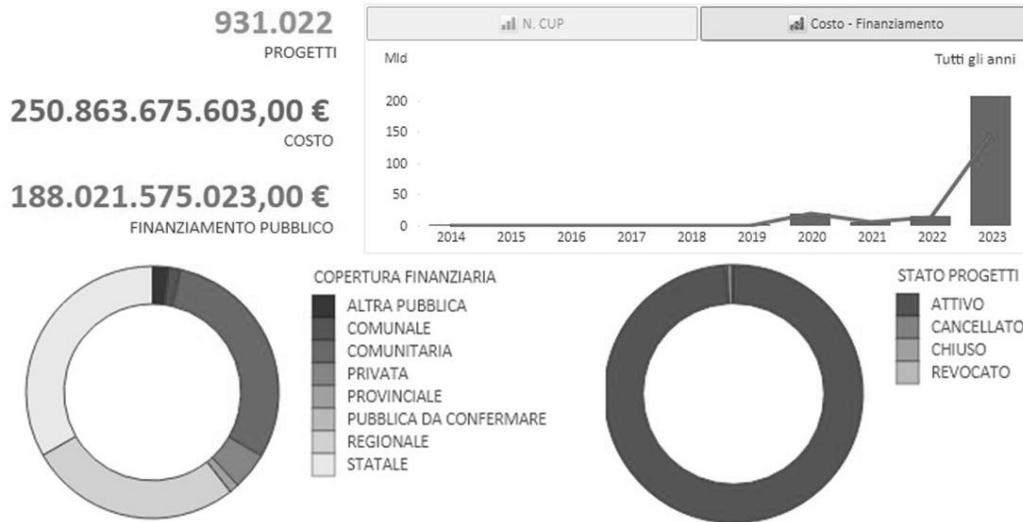 931.022
PROGETTI
250.863.675.603,00 €
COSTO
188.021.575.023,00 €
FINANZIAMENTO PUBBLICO
N. CUP
Costo - Finanziamento
Mld
Tutti gli anni
200
150
100
50
0
2014 2015 2016 2017 2018 2019 2020 2021 2022 2023
COPERTURA FINANZIARIA
ALTRA PUBBLICA
COMUNALE
COMUNITARIA
PRIVATA
PROVINCIALE
PUBBLICA DA CONFERMARE
REGIONALE
STATALE
STATO PROGETTI
ATTIVO
CANCELLATO
CHIUSO
REVOCATO